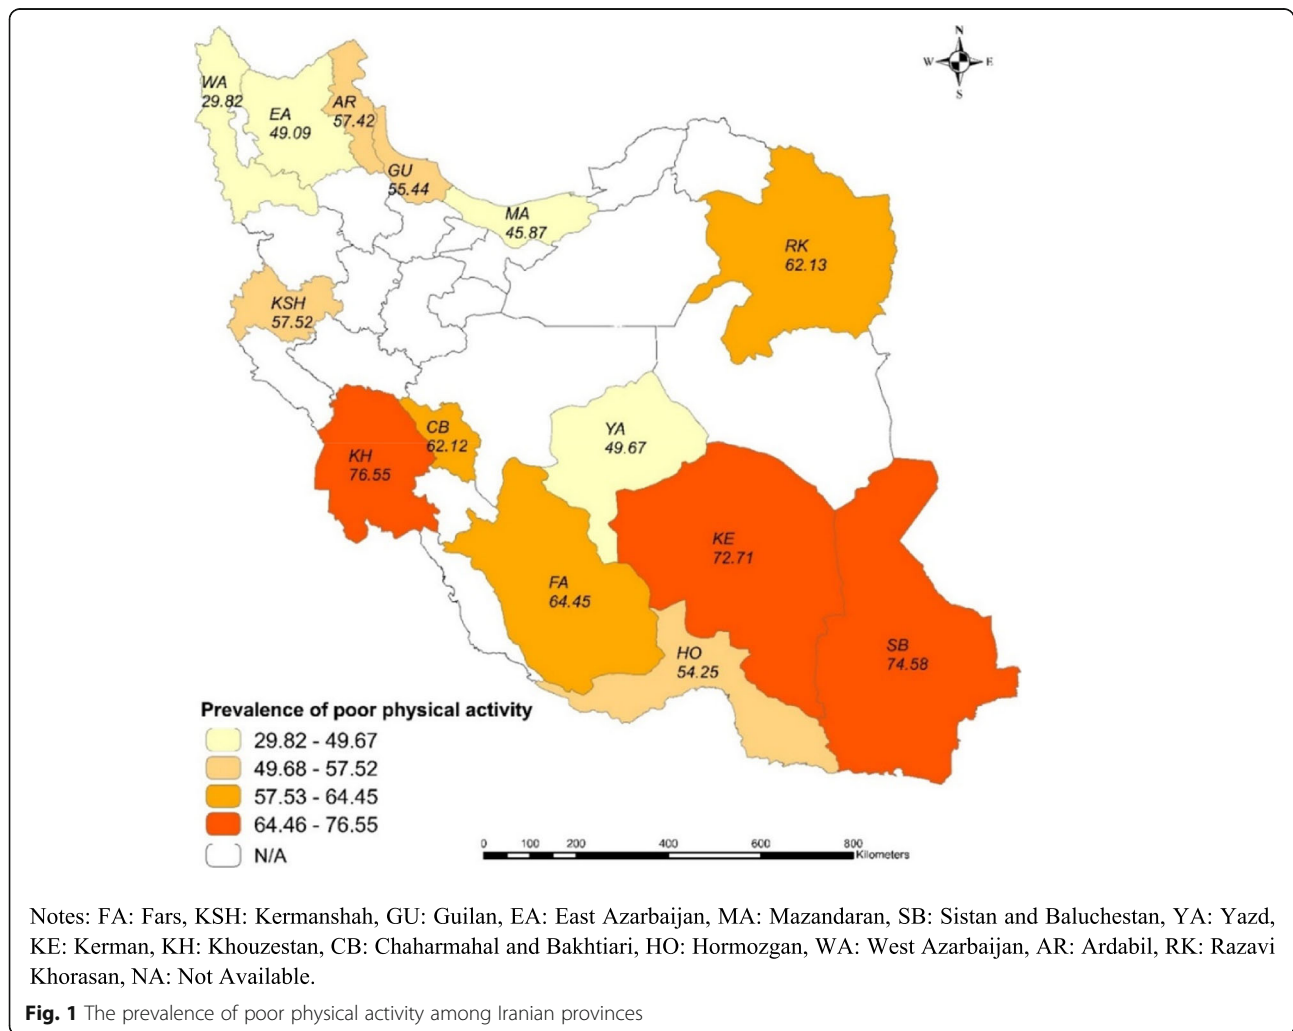 N
W E
S
WA
29.82
EA
49.09
AR
57.42
GU
55.44
MA
45.87
RK
62.13
KSH
57.52
CB
62.12
YA
49.67
KH
76.55
KE
72.71
FA
64.45
SB
74.58
HO
54.25
Prevalence of poor physical activity
29.82 - 49.67
49.68 - 57.52
57.53 - 64.45
64.46 - 76.55
N/A
0 100 200 400 600 800
Kilometers
Notes: FA: Fars, KSH: Kermanshah, GU: Guilan, EA: East Azarbaijan, MA: Mazandaran, SB: Sistan and Baluchestan, YA: Yazd,
KE: Kerman, KH: Khouzestan, CB: Chaharmahal and Bakhtiari, HO: Hormozgan, WA: West Azarbaijan, AR: Ardabil, RK: Razavi
Khorasan, NA: Not Available.
Fig. 1 The prevalence of poor physical activity among Iranian provinces